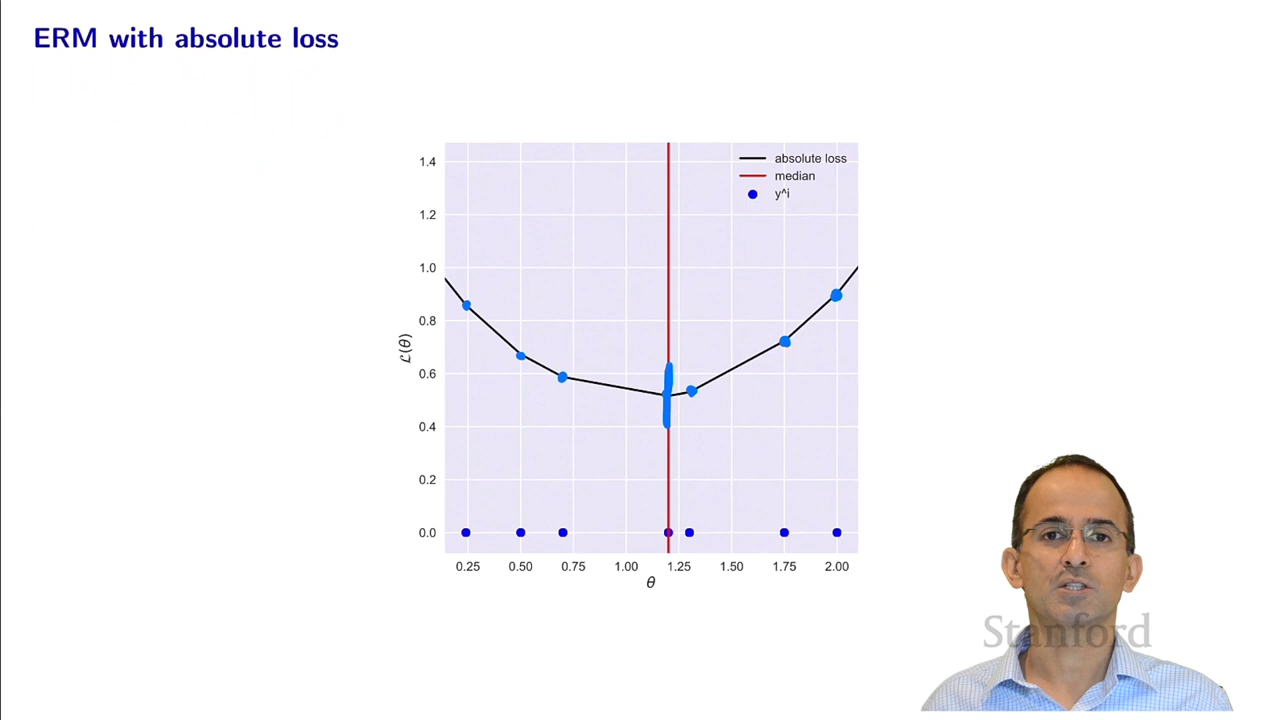 ERM with absolute loss
absolute loss
median
y^i
1.4
1.2
1.0
0.8
0.6
0.4
0.2
0.0
ℒ(θ)
0.25 0.50 0.75 1.00 1.25 1.50 1.75 2.00
θ
Stanford